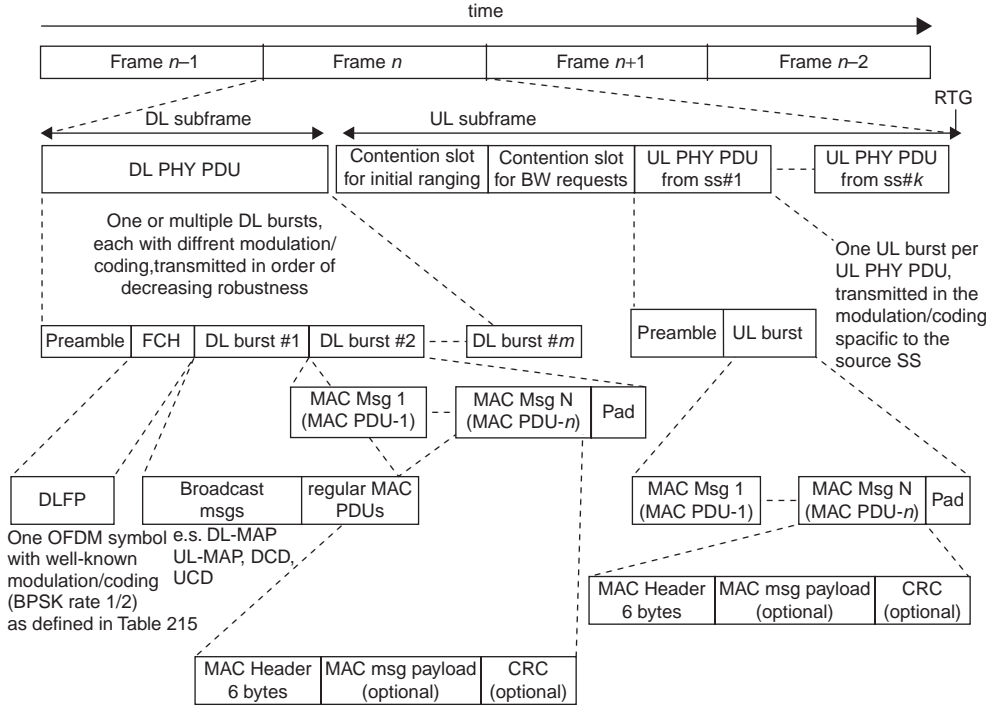 time
Frame n–1
Frame n
Frame n+1
Frame n–2
RTG
DL subframe
UL subframe
DL PHY PDU
Contention slot
for initial ranging
Contention slot
for BW requests
UL PHY PDU
from ss#1
UL PHY PDU
from ss#k
One or multiple DL bursts,
each with diffrent modulation/
coding,transmitted in order of
decreasing robustness
One UL burst per
UL PHY PDU,
transmitted in the
modulation/coding
spacific to the
source SS
Preamble
FCH
DL burst #1
DL burst #2
DL burst #m
Preamble
UL burst
MAC Msg 1
(MAC PDU-1)
MAC Msg N
(MAC PDU-n)
Pad
DLFP
Broadcast
msgs
regular MAC
PDUs
MAC Msg 1
(MAC PDU-1)
MAC Msg N
(MAC PDU-n)
Pad
One OFDM symbol
with well-known
modulation/coding
(BPSK rate 1/2)
as defined in Table 215
e.s. DL-MAP
UL-MAP, DCD,
UCD
MAC Header
6 bytes
MAC msg payload
(optional)
CRC
(optional)
MAC Header
6 bytes
MAC msg payload
(optional)
CRC
(optional)